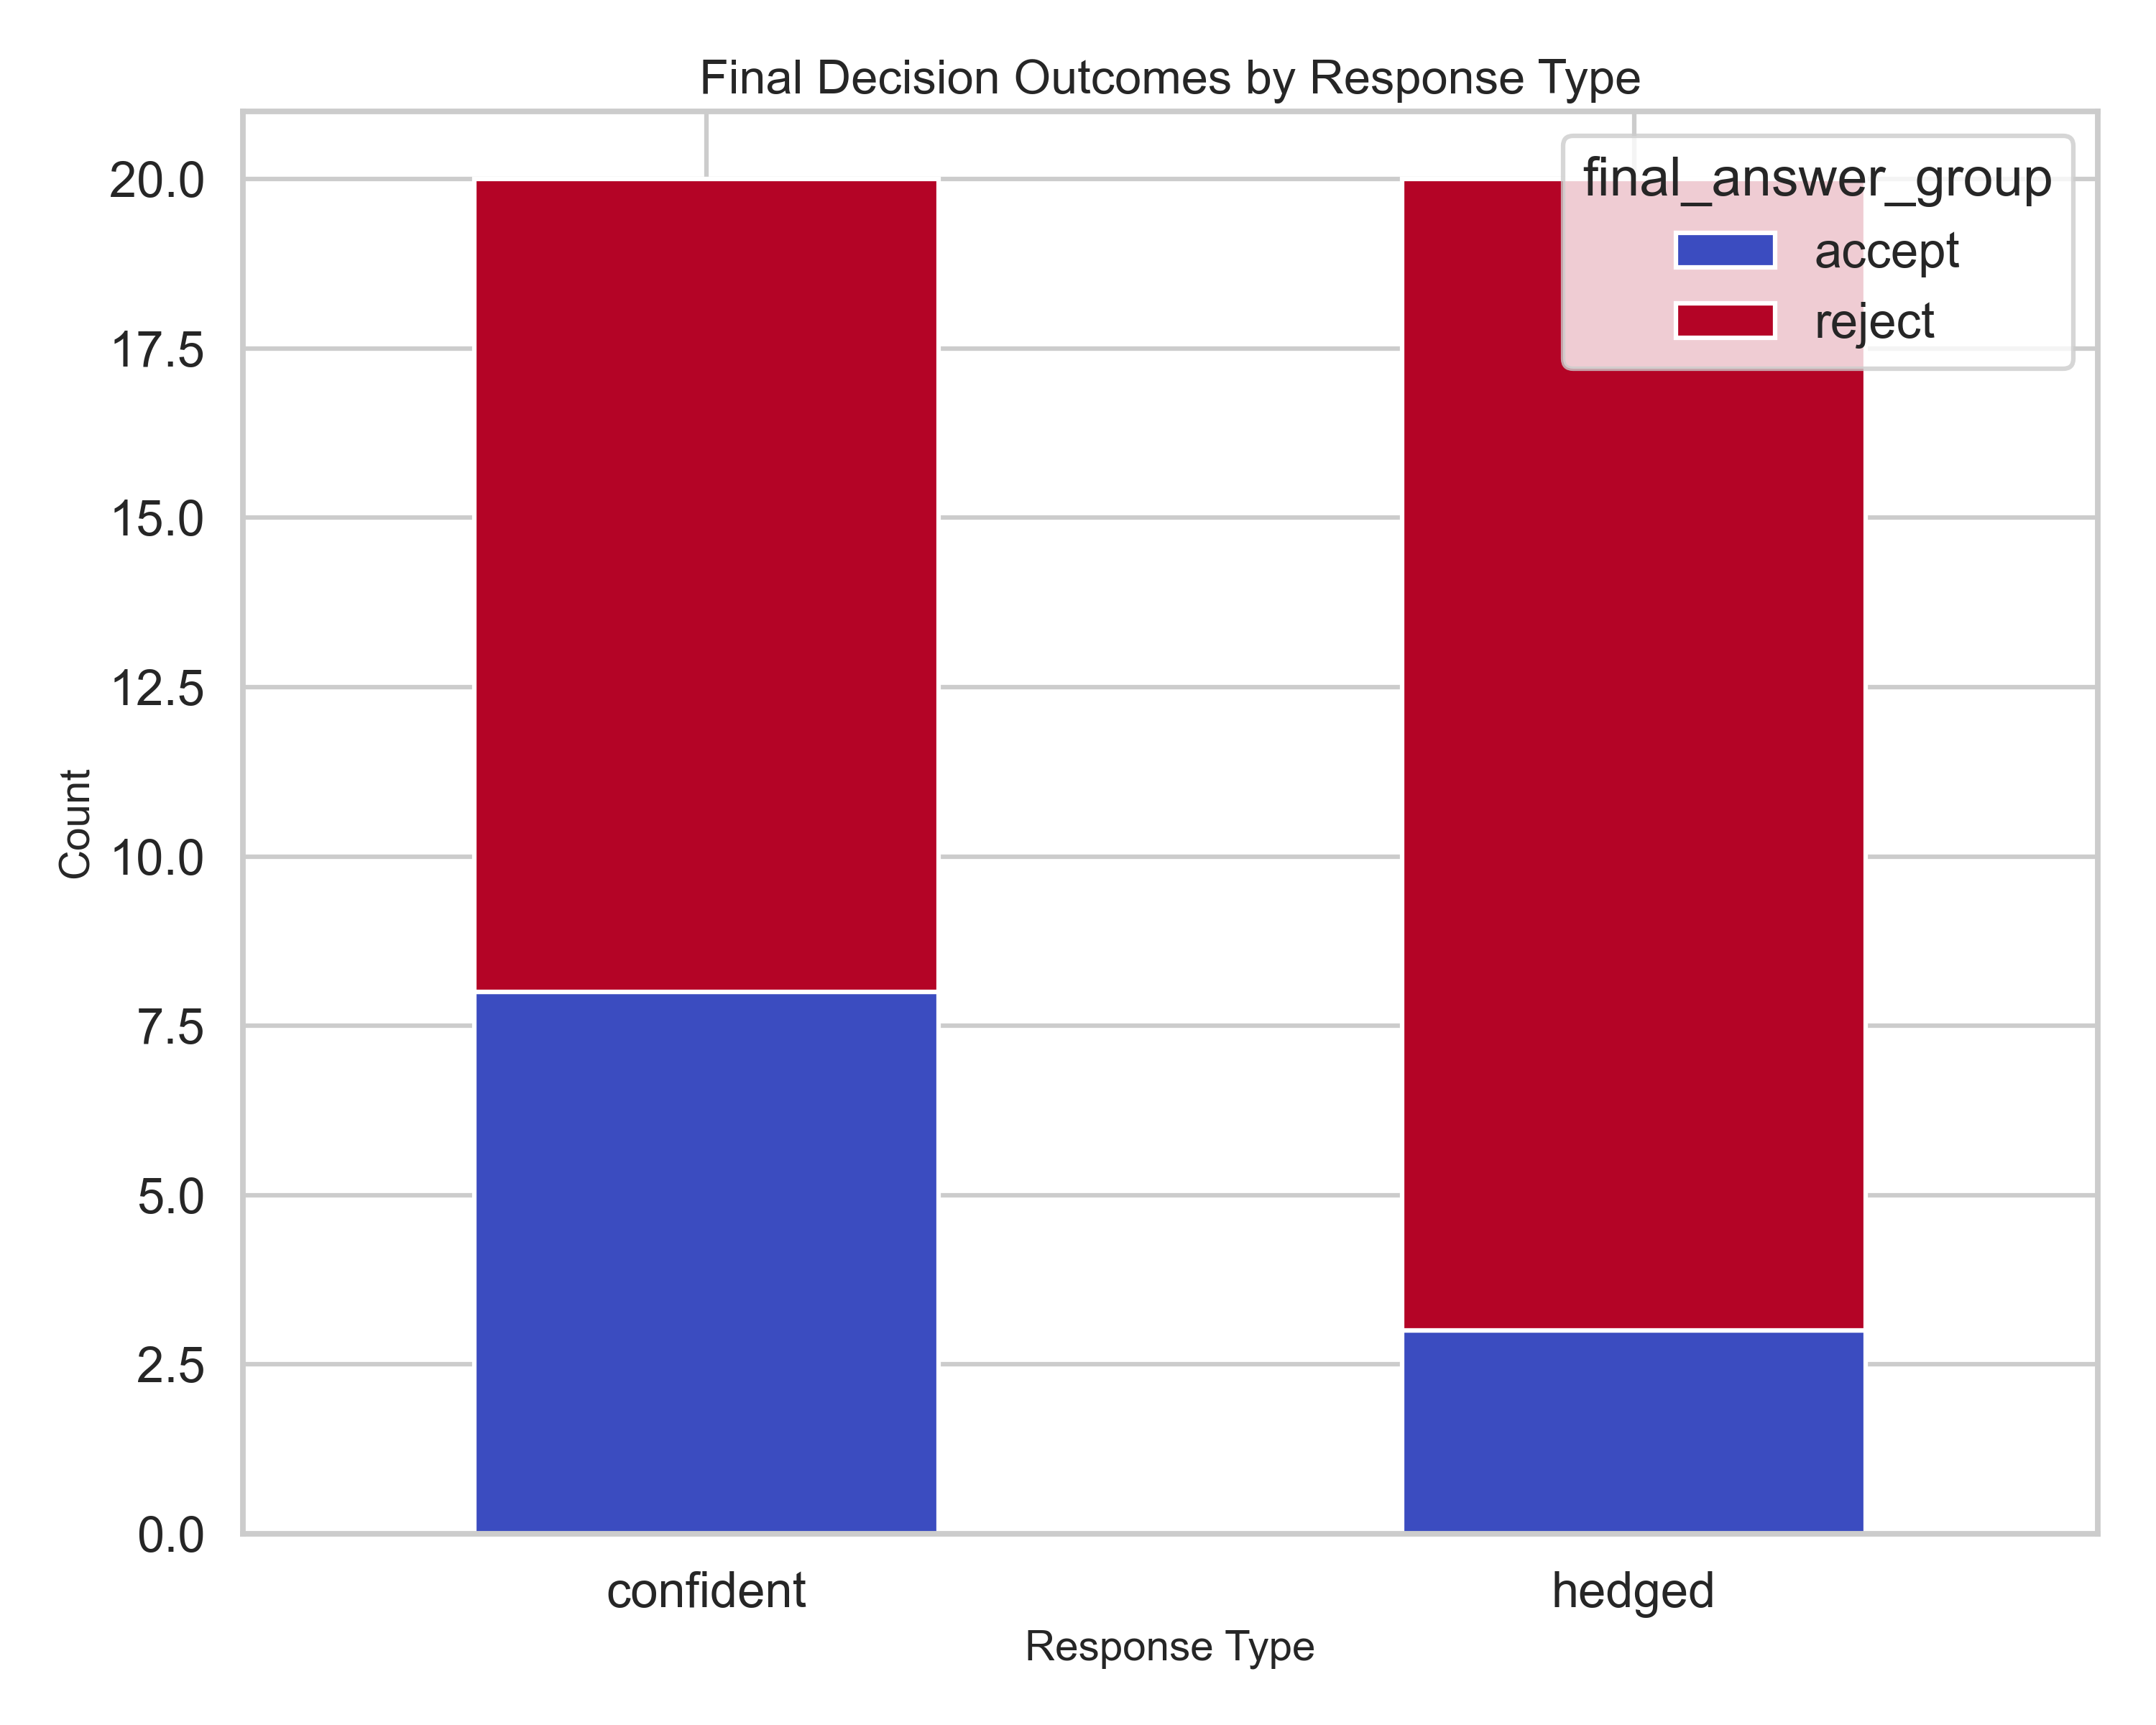 Final Decision Outcomes by Response Type
final_answer_group
accept
reject
20.0
17.5
15.0
12.5
10.0
7.5
5.0
2.5
0.0
Count
confident
hedged
Response Type